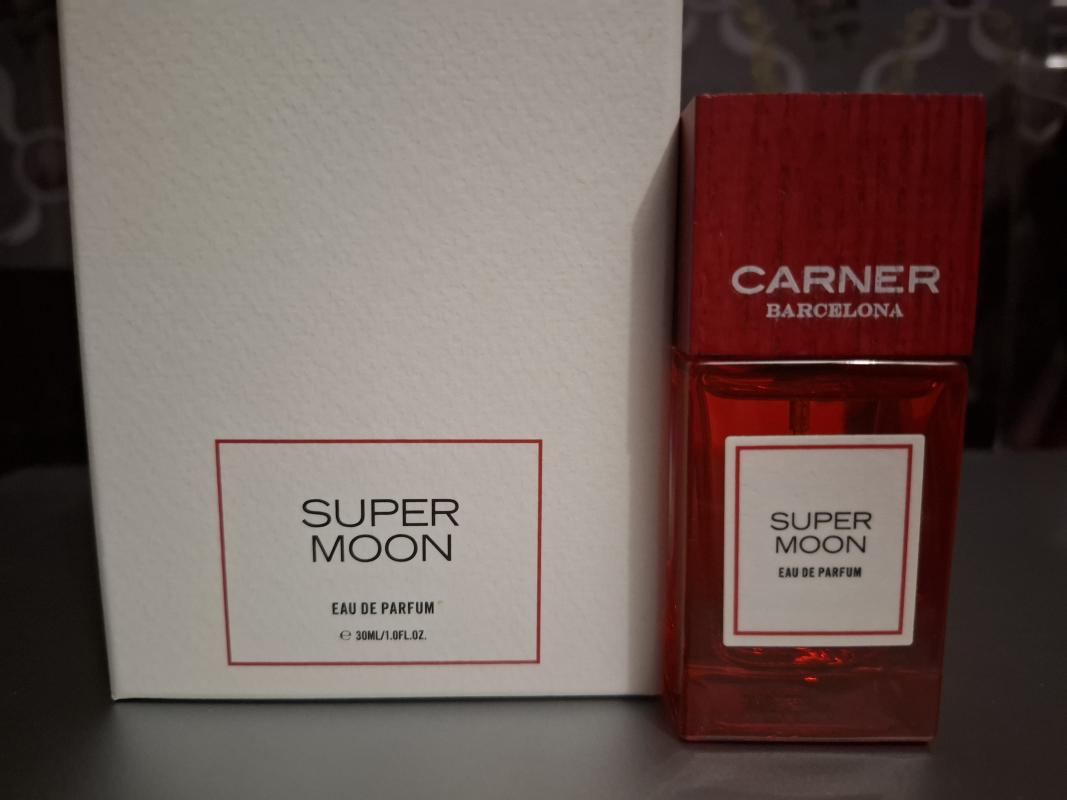 SUPER
MOON
EAU DE PARFUM
℮ 30ML/1.0FL.OZ.
CARNER
BARCELONA
SUPER
MOON
EAU DE PARFUM